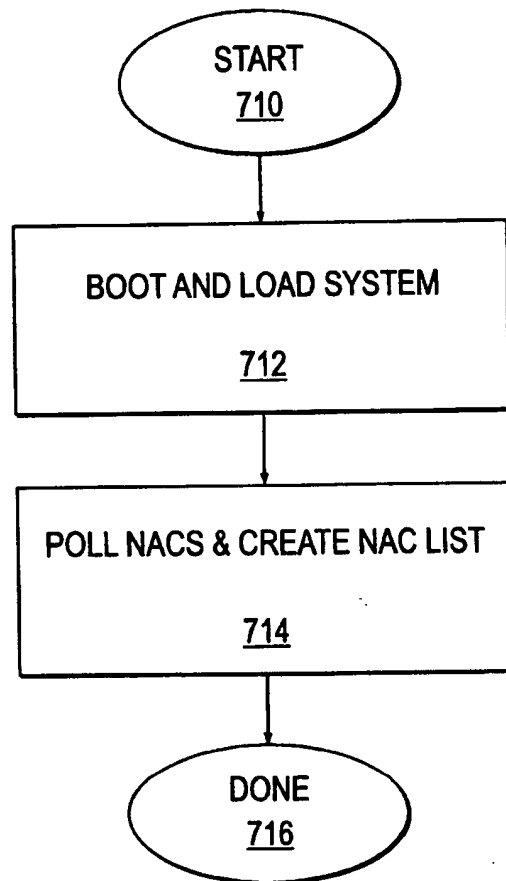 START
710
BOOT AND LOAD SYSTEM
712
POLL NACS & CREATE NAC LIST
714
DONE
716